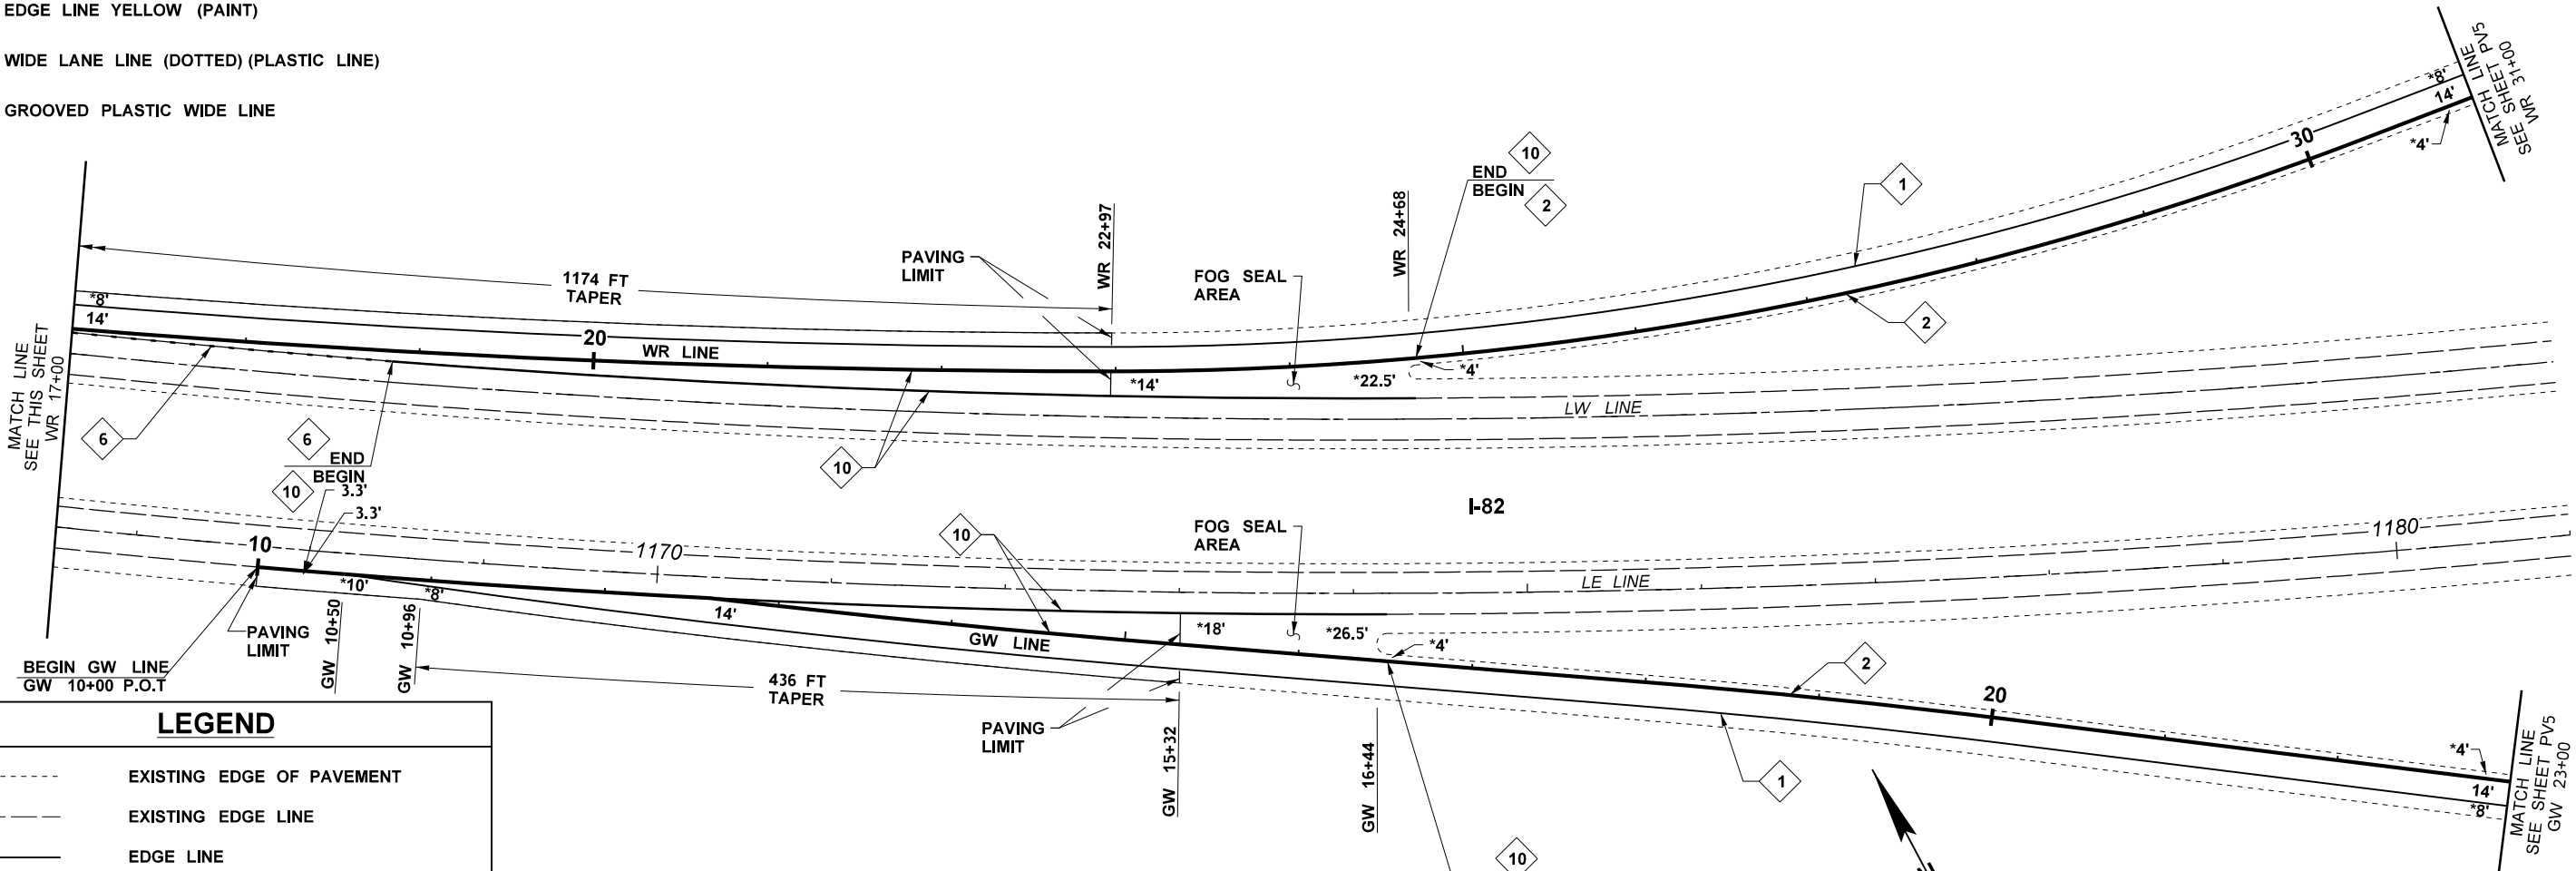 EDGE LINE YELLOW (PAINT)
WIDE LANE LINE (DOTTED) (PLASTIC LINE)
GROOVED PLASTIC WIDE LINE
MATCH LINE
SEE THIS SHEET
WR 17+00
*8'
14'
1174 FT
TAPER
20
WR LINE
PAVING
LIMIT
WR 22+97
*14'
FOG SEAL
AREA
*22.5'
WR 24+68
*4'
END
10
BEGIN
2
1
2
30
*8'
14'
*4'
MATCH LINE
SEE SHEET PV5
WR 31+00
LW LINE
6
6
END
BEGIN
10
10
3.3'
3.3'
I-82
10
1170
10
FOG SEAL
AREA
LE LINE
1180
*10'
*8'
14'
GW LINE
*18'
*26.5'
*4'
2
20
*4'
14'
*8'
MATCH LINE
SEE SHEET PV5
GW 23+00
BEGIN GW LINE
GW 10+00 P.O.T
PAVING
LIMIT
GW 10+50
GW 10+96
436 FT
TAPER
PAVING
LIMIT
GW 15+32
GW 16+44
1
10
LEGEND
EXISTING EDGE OF PAVEMENT
EXISTING EDGE LINE
EDGE LINE